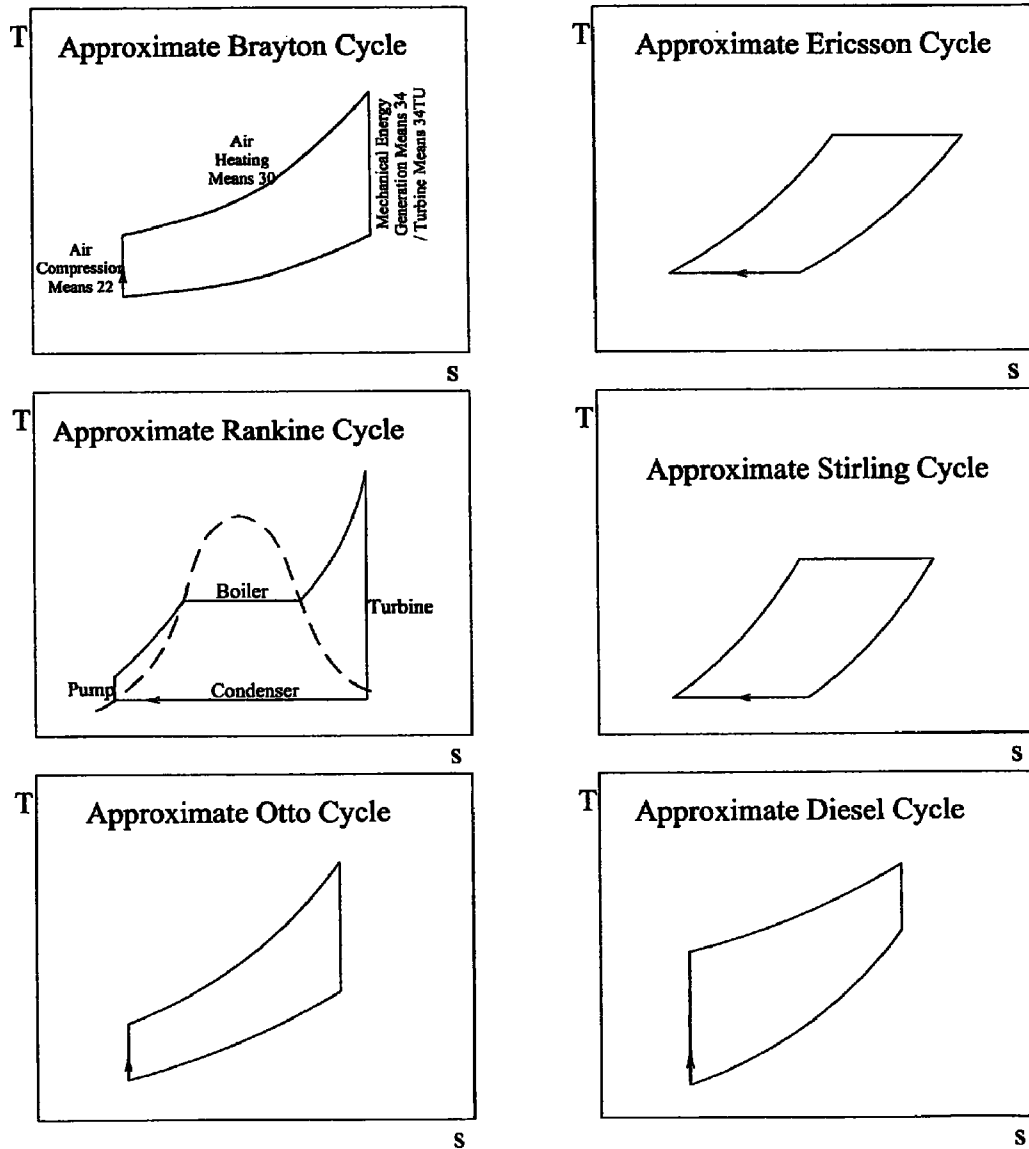 T
Approximate Brayton Cycle
Air
Heating
Means 30
Mechanical Energy
Generation Means 34
/ Turbine Means 34TU
Air
Compression
Means 22
s
T
Approximate Ericsson Cycle
s
T
Approximate Rankine Cycle
Boiler
Turbine
Pump
Condenser
s
T
Approximate Stirling Cycle
s
T
Approximate Otto Cycle
s
T
Approximate Diesel Cycle
s